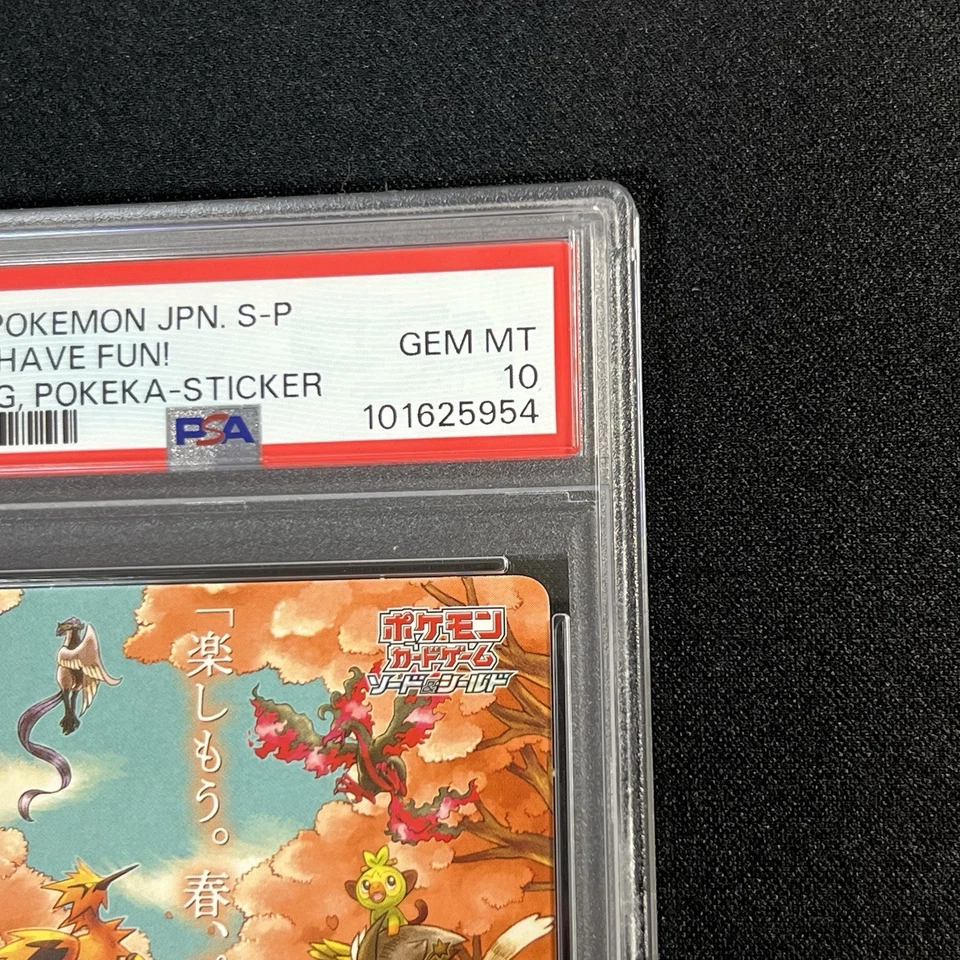 POKEMON JPN. S-P
HAVE FUN!
G, POKEKA-STICKER
GEM MT
10
101625954
PSA
「楽しもう。春、
ポケモン
カードゲーム
ソード&シールド